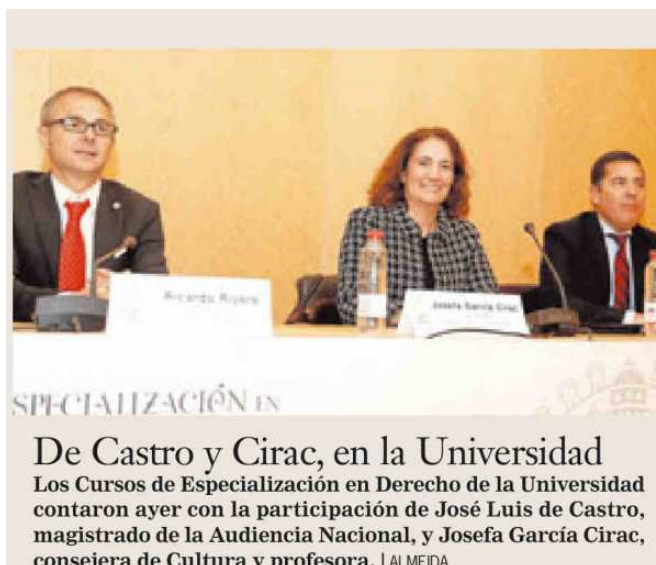 Ricardo Rivero
Josefa García Cirac
SPECIALIZACIÓN EN
De Castro y Cirac, en la Universidad
Los Cursos de Especialización en Derecho de la Universidad
contaron ayer con la participación de José Luis de Castro,
magistrado de la Audiencia Nacional, y Josefa García Cirac,
consejera de Cultura y profesora. | ALMEIDA